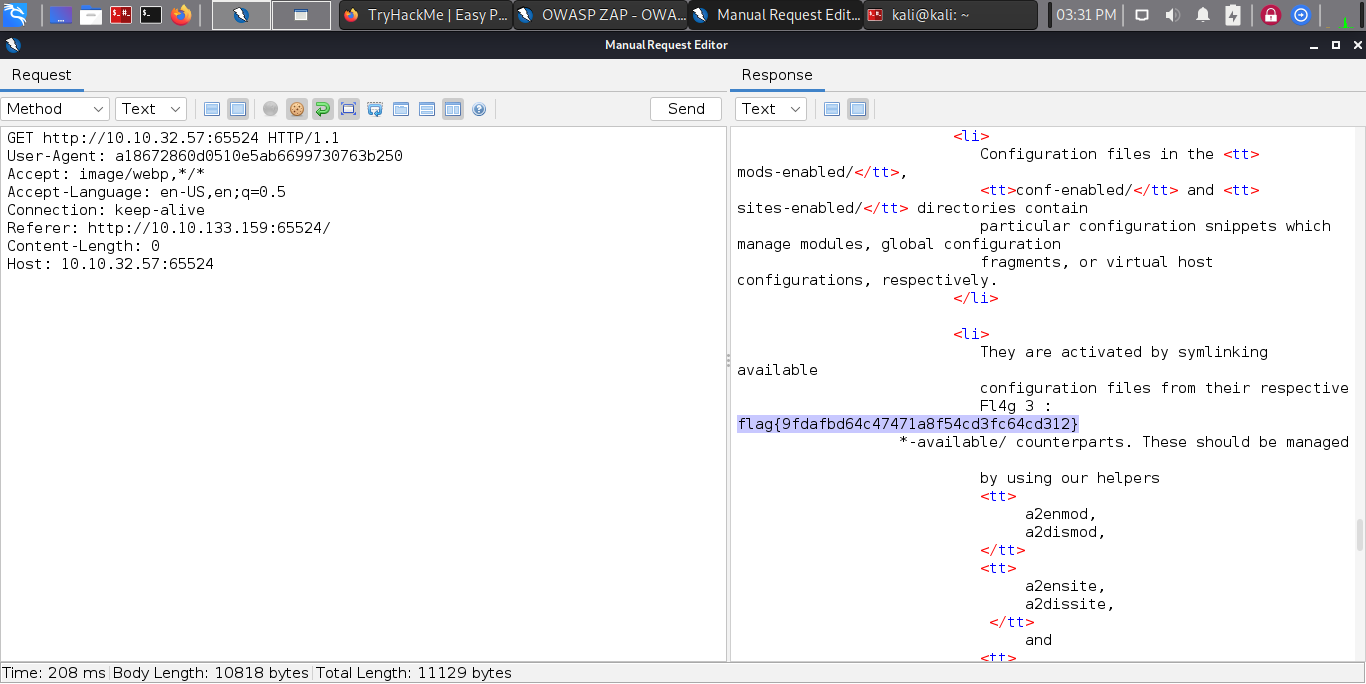 TryHackMe | Easy P...
OWASP ZAP - OWA...
Manual Request Edit...
kali@kali: ~
03:31 PM
Manual Request Editor
Request
Response
Method
Text
Send
Text
GET http://10.10.32.57:65524 HTTP/1.1
User-Agent: a18672860d0510e5ab6699730763b250
Accept: image/webp,*/*
Accept-Language: en-US,en;q=0.5
Connection: keep-alive
Referer: http://10.10.133.159:65524/
Content-Length: 0
Host: 10.10.32.57:65524
<li>
Configuration files in the <tt>
mods-enabled/</tt>,
<tt>conf-enabled/</tt> and <tt>
sites-enabled/</tt> directories contain
particular configuration snippets which
manage modules, global configuration
fragments, or virtual host
configurations, respectively.
</li>
<li>
They are activated by symlinking
available
configuration files from their respective
Fl4g 3 :
flag{9fdafbd64c47471a8f54cd3fc64cd312}
*-available/ counterparts. These should be managed
by using our helpers
<tt>
a2enmod,
a2dismod,
</tt>
<tt>
a2ensite,
a2dissite,
</tt>
and
<tt>
Time: 208 ms
Body Length: 10818 bytes
Total Length: 11129 bytes